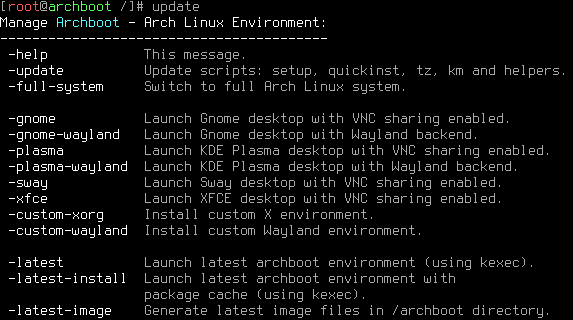 [root@archboot /]# update
Manage Archboot - Arch Linux Environment:
-----------------------------------------
 -help            This message.
 -update          Update scripts: setup, quickinst, tz, km and helpers.
 -full-system     Switch to full Arch Linux system.

 -gnome           Launch Gnome desktop with VNC sharing enabled.
 -gnome-wayland   Launch Gnome desktop with Wayland backend.
 -plasma          Launch KDE Plasma desktop with VNC sharing enabled.
 -plasma-wayland  Launch KDE Plasma desktop with Wayland backend.
 -sway            Launch Sway desktop with VNC sharing enabled.
 -xfce            Launch XFCE desktop with VNC sharing enabled.
 -custom-xorg     Install custom X environment.
 -custom-wayland  Install custom Wayland environment.

 -latest          Launch latest archboot environment (using kexec).
 -latest-install  Launch latest archboot environment with
                  package cache (using kexec).
 -latest-image    Generate latest image files in /archboot directory.